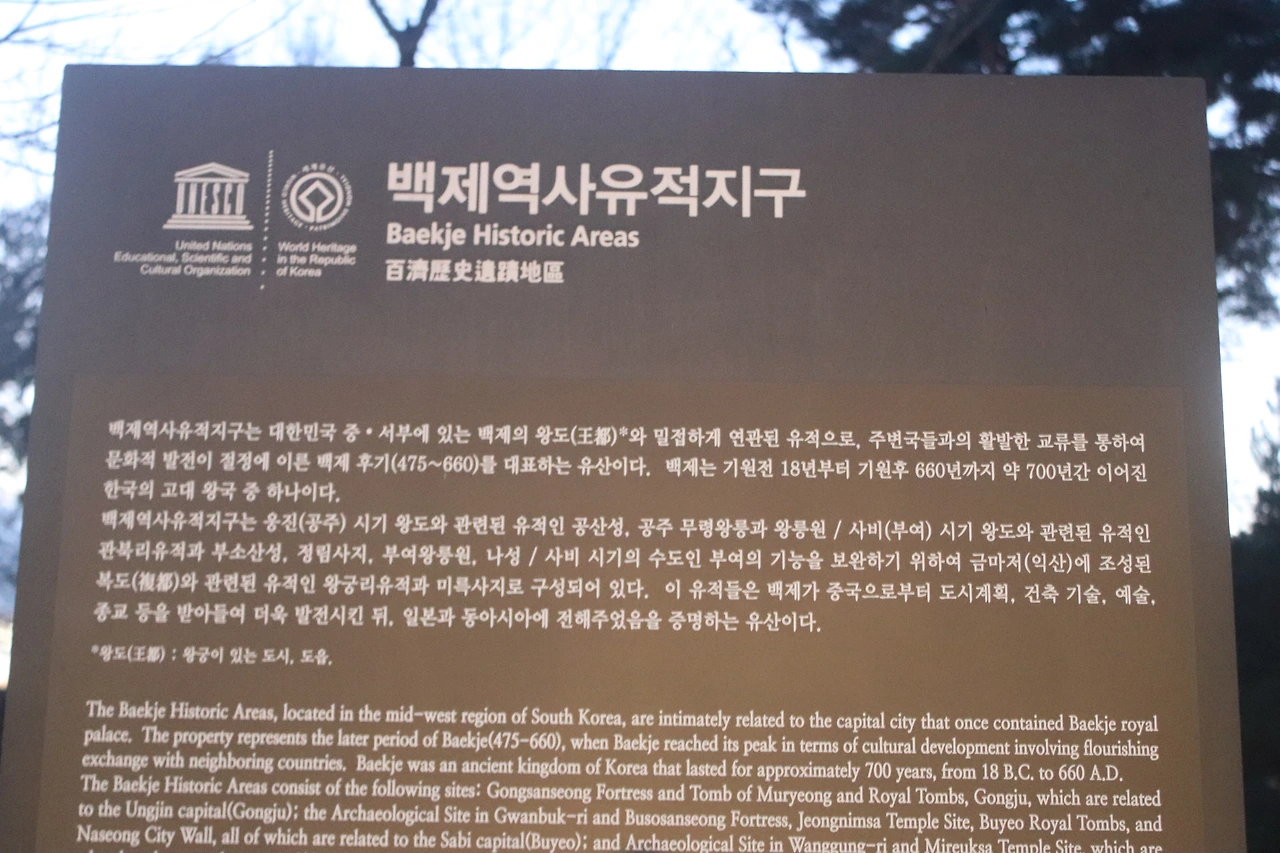 UNESCO
United Nations
Educational, Scientific and
Cultural Organization
World Heritage
in the Republic
of Korea
백제역사유적지구
Baekje Historic Areas
百濟歷史遺蹟地區
백제역사유적지구는 대한민국 중·서부에 있는 백제의 왕도(王都)*와 밀접하게 연관된 유적으로, 주변국들과의 활발한 교류를 통하여
문화적 발전이 절정에 이른 백제 후기(475~660)를 대표하는 유산이다. 백제는 기원전 18년부터 기원후 660년까지 약 700년간 이어진
한국의 고대 왕국 중 하나이다.
백제역사유적지구는 웅진(공주) 시기 왕도와 관련된 유적인 공산성, 공주 무령왕릉과 왕릉원 / 사비(부여) 시기 왕도와 관련된 유적인
관북리유적과 부소산성, 정림사지, 부여왕릉원, 나성 / 사비 시기의 수도인 부여의 기능을 보완하기 위하여 금마저(익산)에 조성된
복도(複都)와 관련된 유적인 왕궁리유적과 미륵사지로 구성되어 있다. 이 유적들은 백제가 중국으로부터 도시계획, 건축 기술, 예술,
종교 등을 받아들여 더욱 발전시킨 뒤, 일본과 동아시아에 전해주었음을 증명하는 유산이다.
*왕도(王都) : 왕궁이 있는 도시, 도읍.
The Baekje Historic Areas, located in the mid-west region of South Korea, are intimately related to the capital city that once contained Baekje royal
palace. The property represents the later period of Baekje(475-660), when Baekje reached its peak in terms of cultural development involving flourishing
exchange with neighboring countries. Baekje was an ancient kingdom of Korea that lasted for approximately 700 years, from 18 B.C. to 660 A.D.
The Baekje Historic Areas consist of the following sites: Gongsanseong Fortress and Tomb of Muryeong and Royal Tombs, Gongju, which are related
to the Ungjin capital(Gongju); the Archaeological Site in Gwanbuk-ri and Busosanseong Fortress, Jeongnimsa Temple Site, Buyeo Royal Tombs, and
Naseong City Wall, all of which are related to the Sabi capital(Buyeo); and Archaeological Site in Wanggung-ri and Mireuksa Temple Site, which are